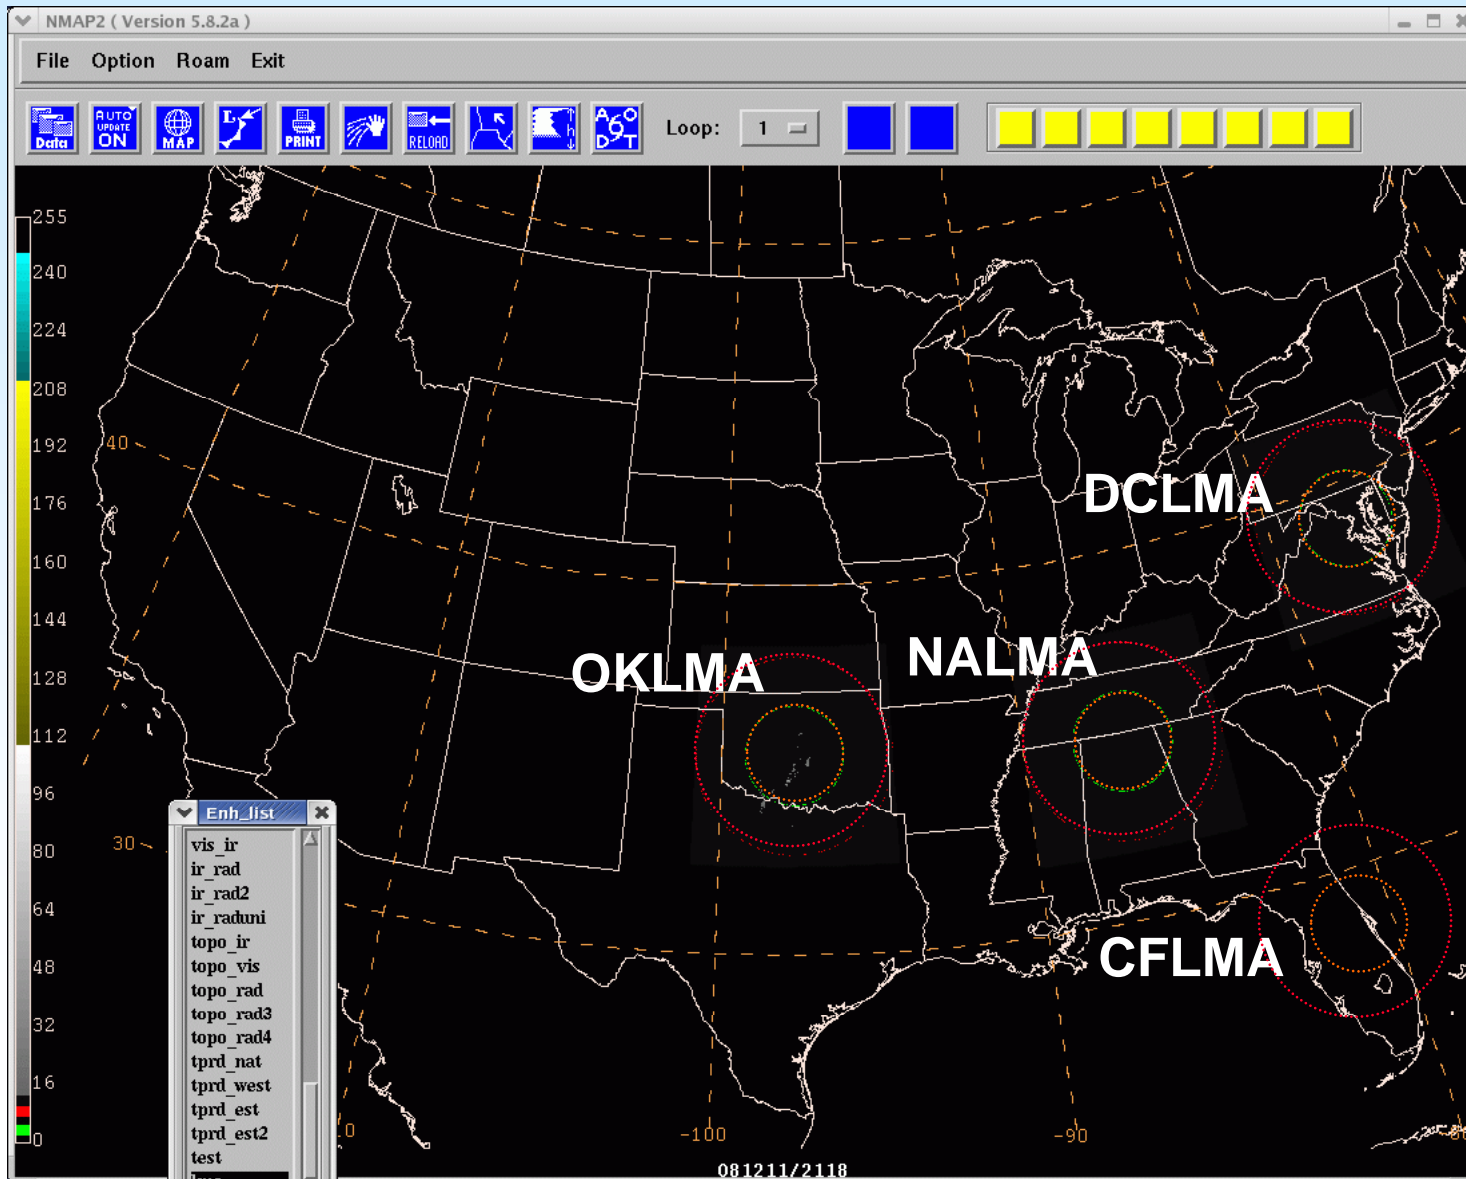 NMAP2 ( Version 5.8.2a )
File Option Roam Exit
Data
AUTO UPDATE ON
MAP
L
PRINT
RELOAD
h
A O D T
Loop: 1
255
240
224
208
192
176
160
144
128
112
96
80
64
48
32
16
0
40
30
DCLMA
NALMA
OKLMA
CFLMA
Enh_list
vis_ir
ir_rad
ir_rad2
ir_raduni
topo_ir
topo_vis
topo_rad
topo_rad3
topo_rad4
tprd_nat
tprd_west
tprd_est
tprd_est2
test
-100
-90
081211/2118